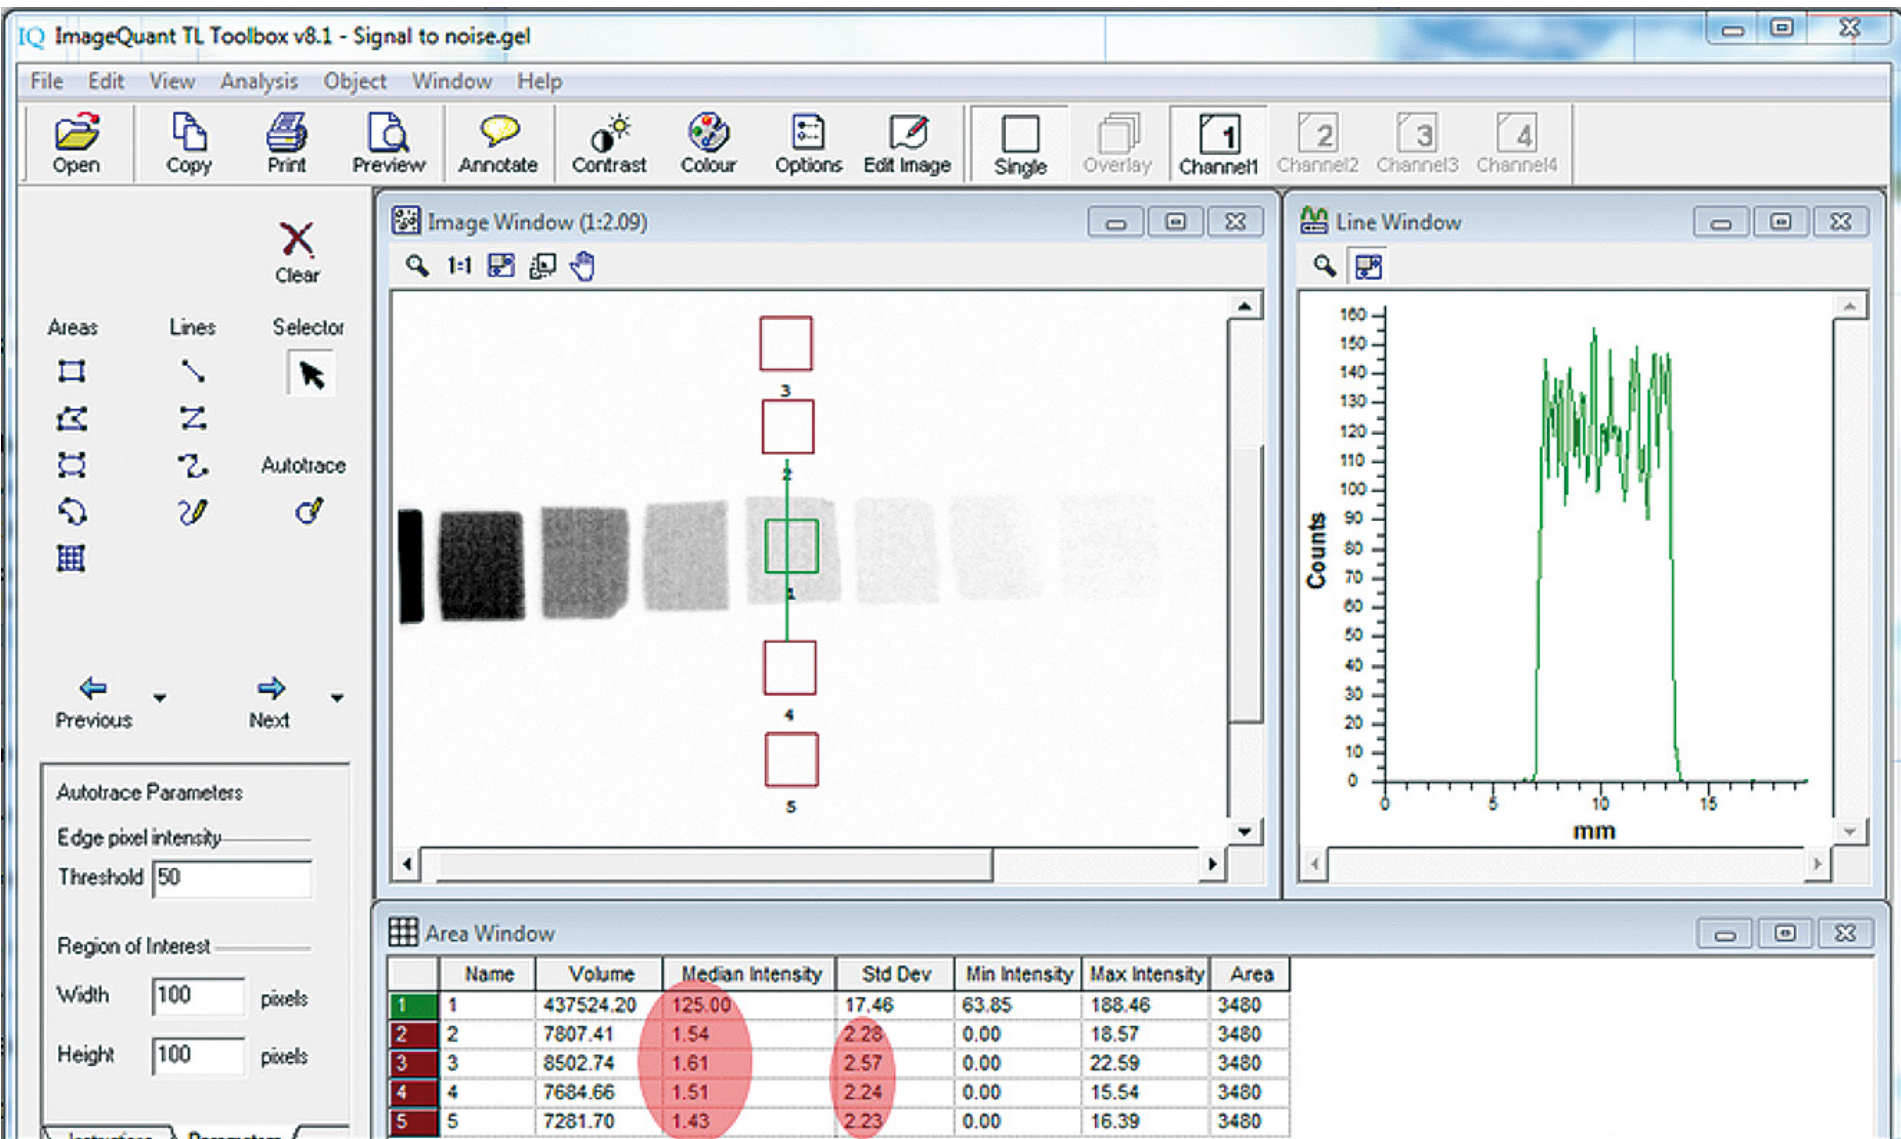 IQ ImageQuant TL Toolbox v8.1 - Signal to noise.gel
File Edit View Analysis Object Window Help
Open Copy Print Preview Annotate Contrast Colour Options Edit Image Single Overlay Channel1 Channel2 Channel3 Channel4
1 2 3 4
Clear
Areas Lines Selector
Autotrace
Previous Next
Autotrace Parameters
Edge pixel intensity
Threshold 50
Region of Interest
Width 100 pixels
Height 100 pixels
Parameters
Image Window (1:2.09)
1:1
3
2
1
4
5
Line Window
160
150
140
130
120
110
100
90
80
70
60
50
40
30
20
10
0
Counts
0 5 10 15
mm
Area Window
Name Volume Median Intensity Std Dev Min Intensity Max Intensity Area
1 1 437524.20 125.00 17.46 63.85 188.46 3480
2 2 7807.41 1.54 2.28 0.00 18.57 3480
3 3 8502.74 1.61 2.57 0.00 22.59 3480
4 4 7684.66 1.51 2.24 0.00 15.54 3480
5 5 7281.70 1.43 2.23 0.00 16.39 3480